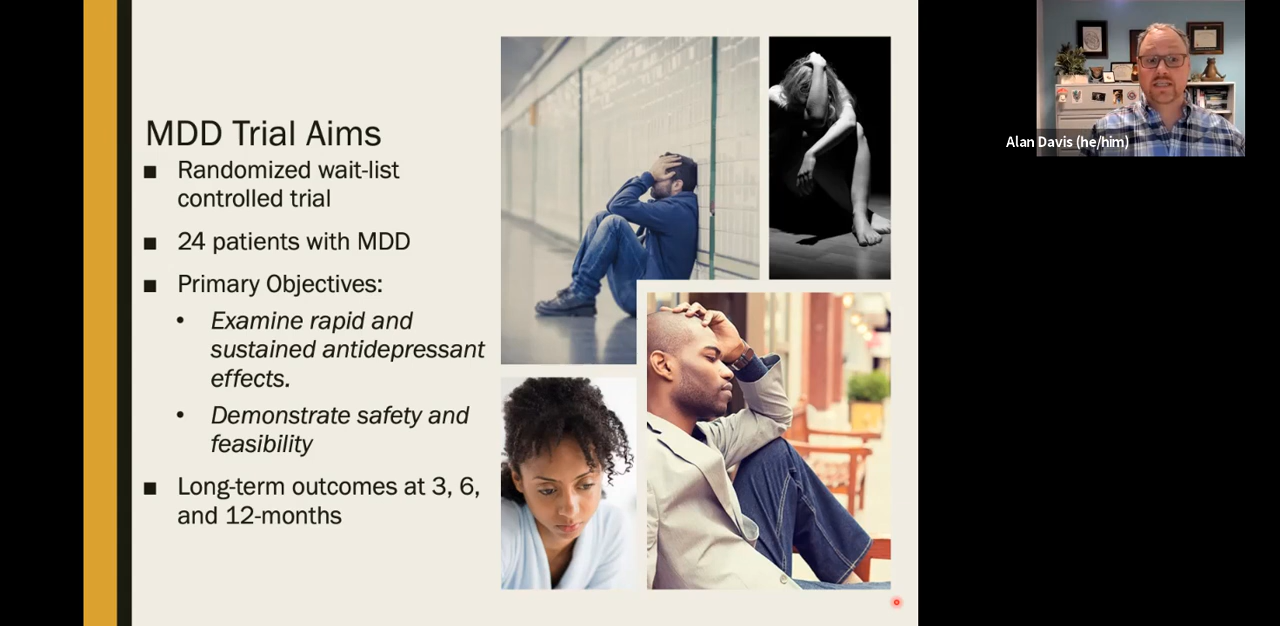 MDD Trial Aims
■ Randomized wait-list
controlled trial
■ 24 patients with MDD
■ Primary Objectives:
• Examine rapid and
sustained antidepressant
effects.
• Demonstrate safety and
feasibility
■ Long-term outcomes at 3, 6,
and 12-months
Alan Davis (he/him)